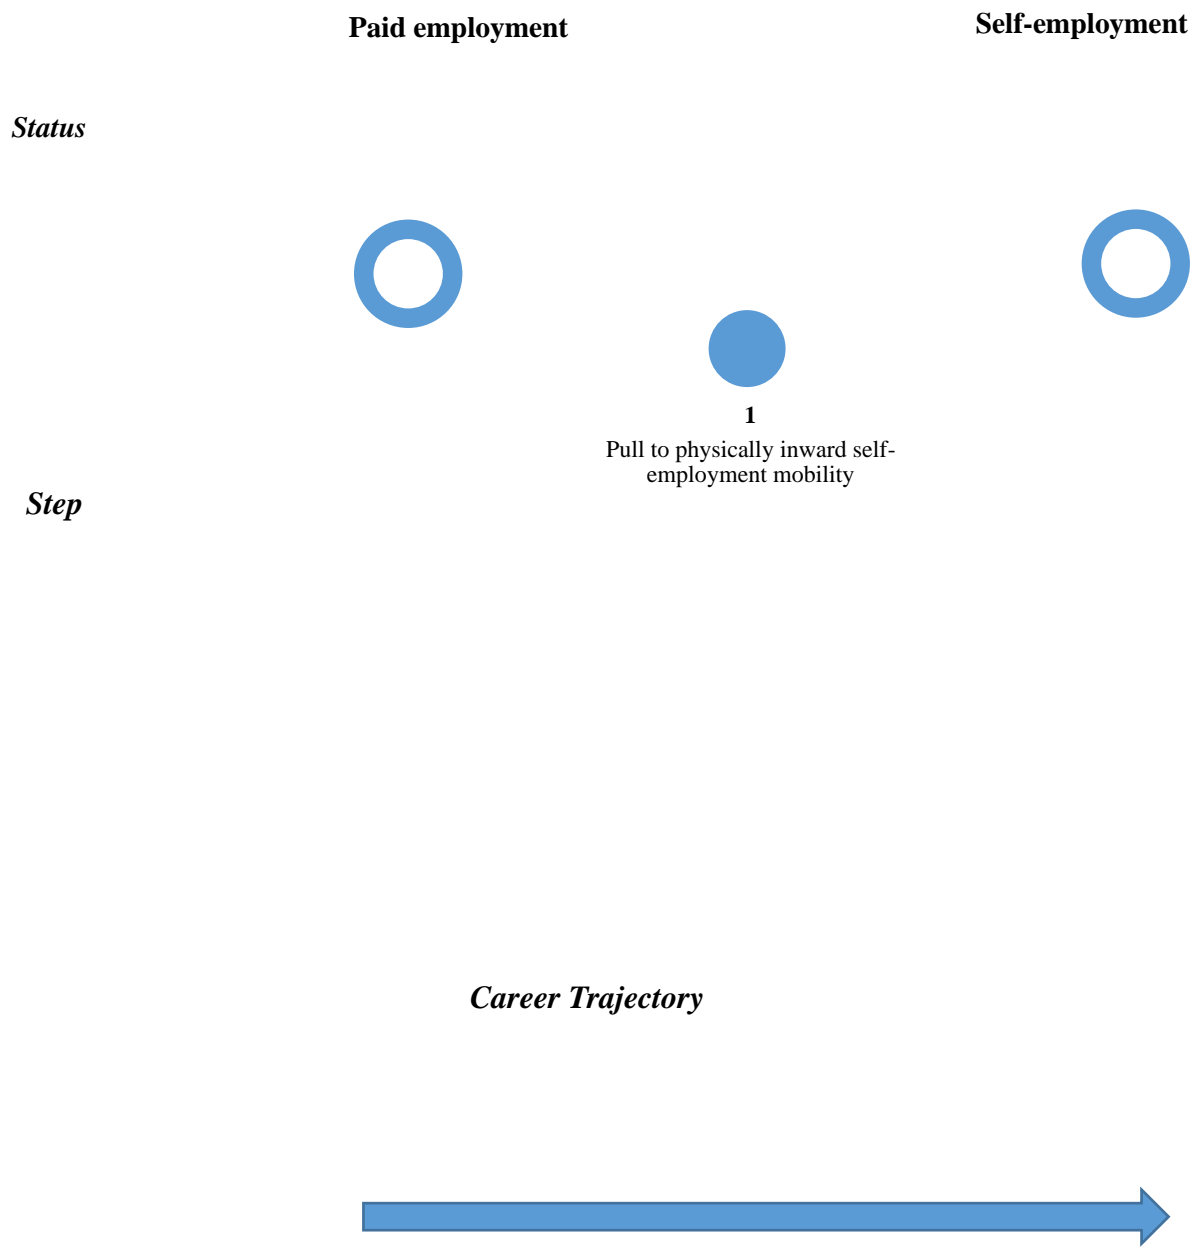 Paid employment
Self-employment
Status
1
Pull to physically inward self-
employment mobility
Step
Career Trajectory